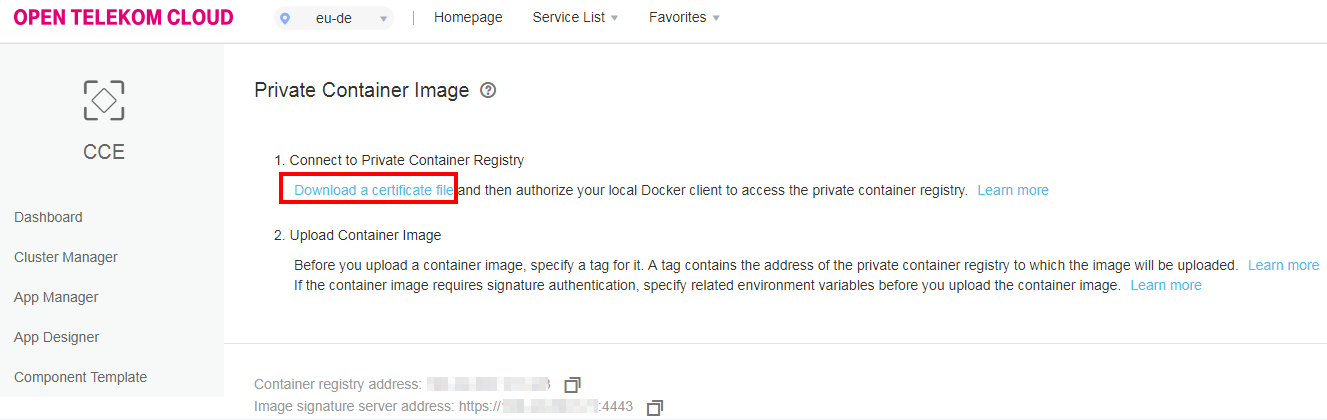 OPEN TELEKOM CLOUD eu-de Homepage Service List Favorites
Private Container Image ?
CCE
1. Connect to Private Container Registry
Download a certificate file and then authorize your local Docker client to access the private container registry. Learn more
Dashboard
2. Upload Container Image
Cluster Manager
Before you upload a container image, specify a tag for it. A tag contains the address of the private container registry to which the image will be uploaded. Learn more
If the container image requires signature authentication, specify related environment variables before you upload the container image. Learn more
App Manager
App Designer
Component Template
Container registry address:
Image signature server address: https:// :4443